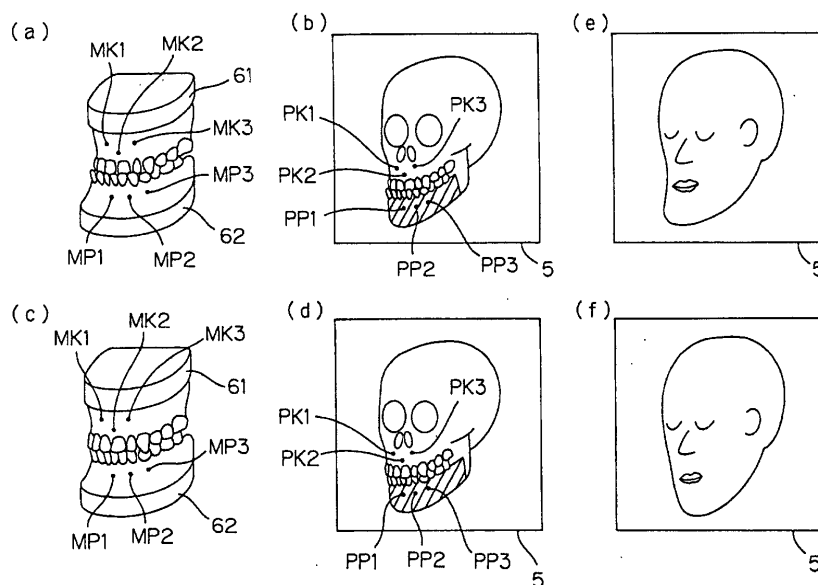 (a)
MK1
MK2
61
MK3
MP3
62
MP1
MP2
(b)
PK1
PK3
PK2
PP1
PP2
PP3
5
(e)
5
(c)
MK1
MK2
MK3
61
MP3
62
MP1
MP2
(d)
PK1
PK3
PK2
PP1
PP2
PP3
5
(f)
5